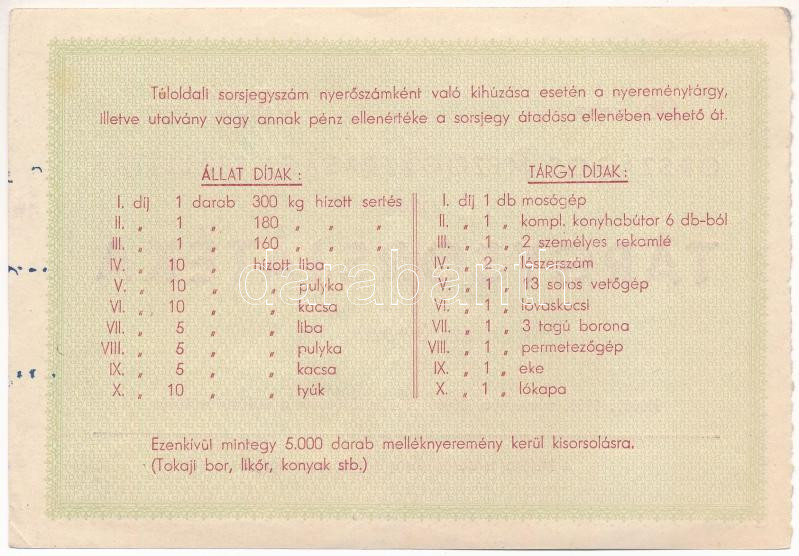 Túloldali sorsjegyszám nyerőszámként való kihúzása esetén a nyereménytárgy,
illetve utalvány vagy annak pénz ellenértéke a sorsjegy átadása ellenében vehető át.
ÁLLAT DÍJAK:
I. díj 1 darab 300 kg hízott sertés
II. „ 1 „ 180 „ „ „
III. „ 1 „ 160 „ „ „
IV. „ 10 „ hízott liba
V. „ 10 „ „ pulyka
VI. „ 10 „ „ kacsa
VII. „ 5 „ „ liba
VIII. „ 5 „ „ pulyka
IX. „ 5 „ „ kacsa
X. „ 10 „ „ tyúk
TÁRGY DÍJAK:
I. díj 1 db mosógép
II. „ 1 „ kompl. konyhabútor 6 db-ból
III. „ 1 „ 2 személyes rekamlé
IV. „ 2 „ lószerszám
V. „ 1 „ 13 soros vetőgép
VI. „ 1 „ lovaskocsi
VII. „ 1 „ 3 tagú borona
VIII. „ 1 „ permetezőgép
IX. „ 1 „ eke
X. „ 1 „ lókapa
Ezenkívül mintegy 5.000 darab melléknyeremény kerül kisorsolásra.
(Tokaji bor, likőr, konyak stb.)
darabanth